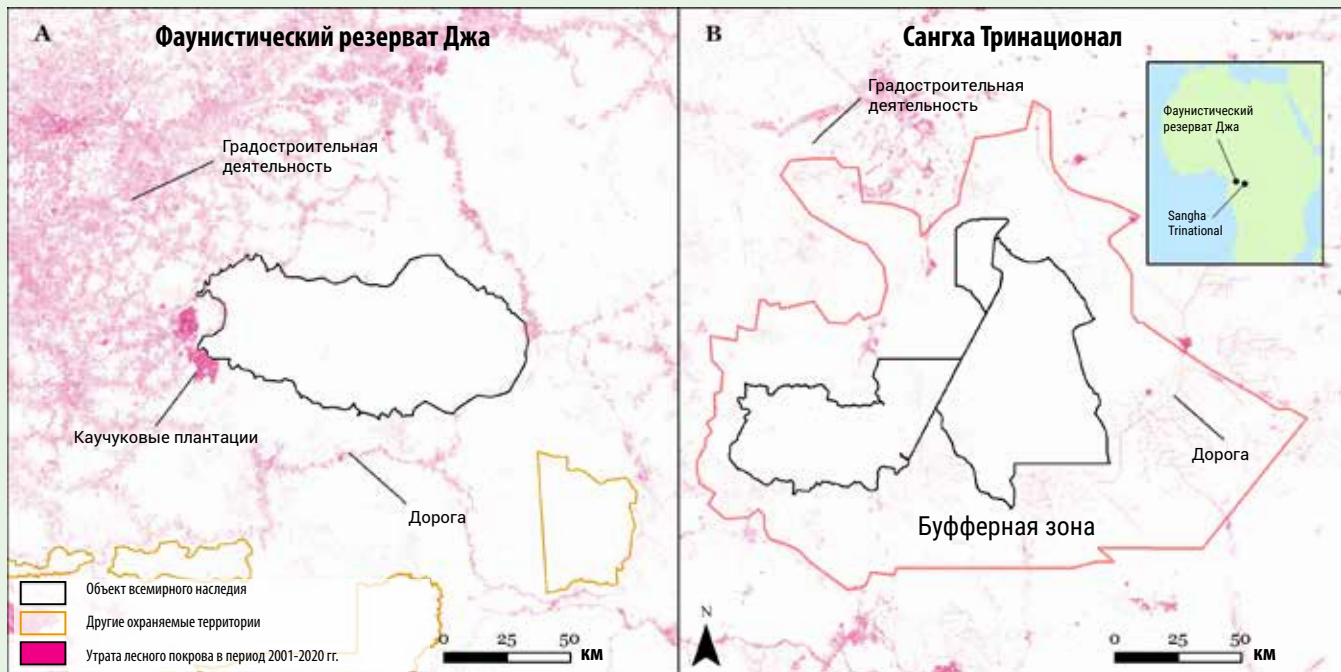 A
Фаунистический резерват Джа
Градостроительная
деятельность
Каучуковые плантации
Дорога
Объект всемирного наследия
Другие охраняемые территории
Утрата лесного покрова в период 2001-2020 гг.
0 25 50
КМ
B
Сангха Тринационал
Градостроительная
деятельность
Фаунистический
резерват Джа
Sangha
Trinational
Дорога
Буфферная зона
N
0 25 50
КМ